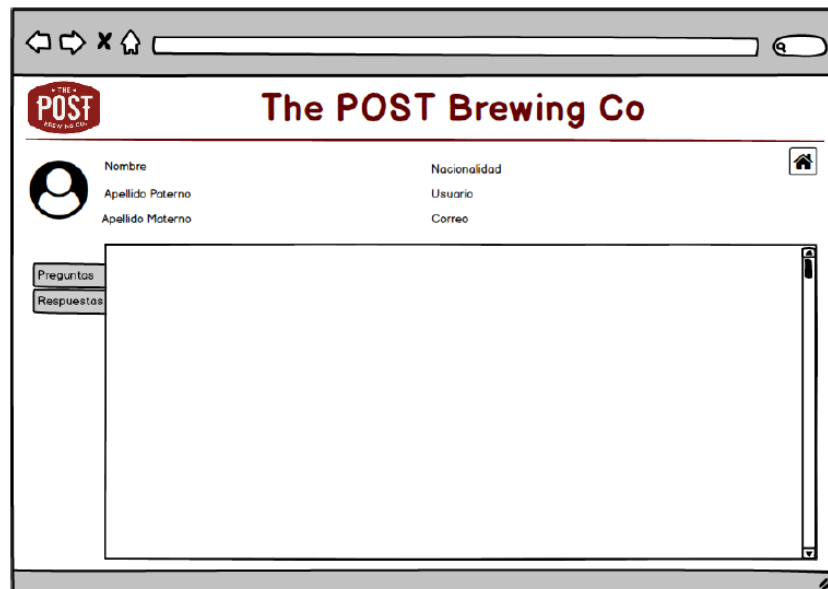 THE
POST
BREWING CO.
The POST Brewing Co
Nombre
Nacionalidad
Apellido Paterno
Usuario
Apellido Materno
Correo
Preguntas
Respuestas